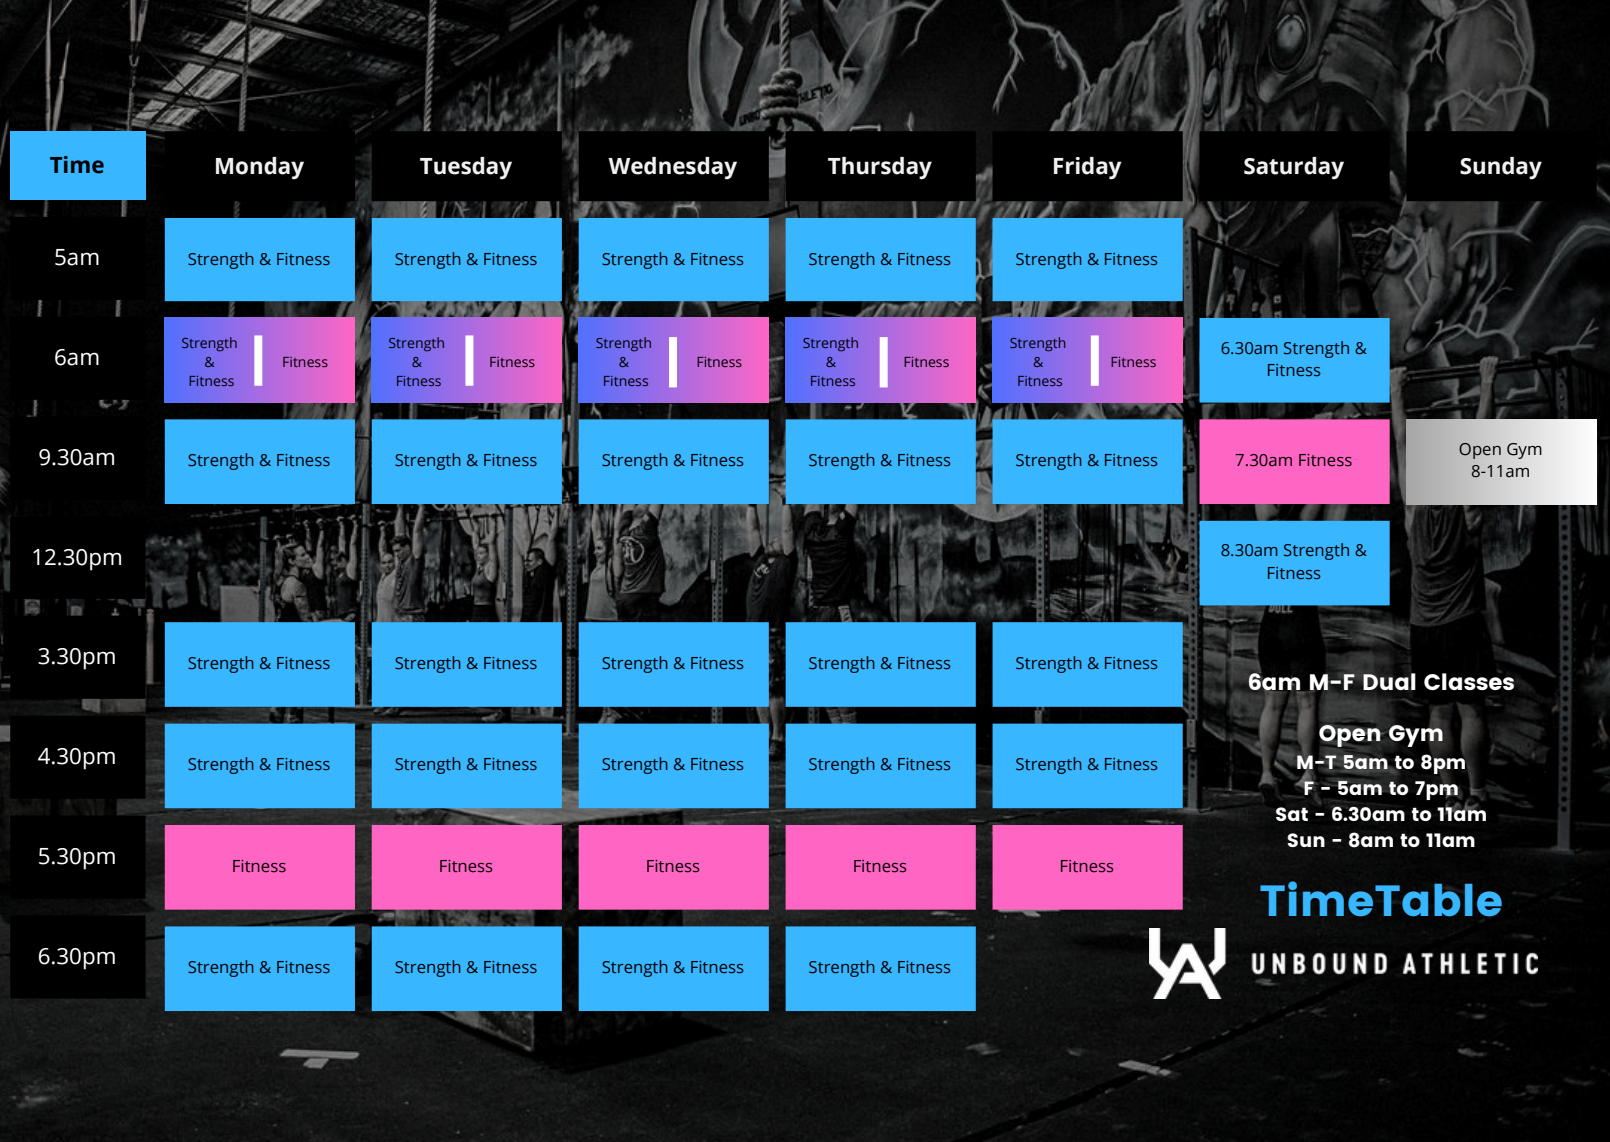 UNBOUND ATHLETIC
Time Monday Tuesday Wednesday Thursday Friday Saturday Sunday
5am Strength & Fitness Strength & Fitness Strength & Fitness Strength & Fitness Strength & Fitness
6am Strength & Fitness Fitness Strength & Fitness Fitness Strength & Fitness Fitness Strength & Fitness Fitness Strength & Fitness Fitness 6.30am Strength & Fitness
9.30am Strength & Fitness Strength & Fitness Strength & Fitness Strength & Fitness Strength & Fitness 7.30am Fitness Open Gym 8-11am
12.30pm 8.30am Strength & Fitness
3.30pm Strength & Fitness Strength & Fitness Strength & Fitness Strength & Fitness Strength & Fitness
4.30pm Strength & Fitness Strength & Fitness Strength & Fitness Strength & Fitness Strength & Fitness
5.30pm Fitness Fitness Fitness Fitness Fitness
6.30pm Strength & Fitness Strength & Fitness Strength & Fitness Strength & Fitness
6am M-F Dual Classes
Open Gym
M-T 5am to 8pm
F - 5am to 7pm
Sat - 6.30am to 11am
Sun - 8am to 11am
TimeTable
UNBOUND ATHLETIC